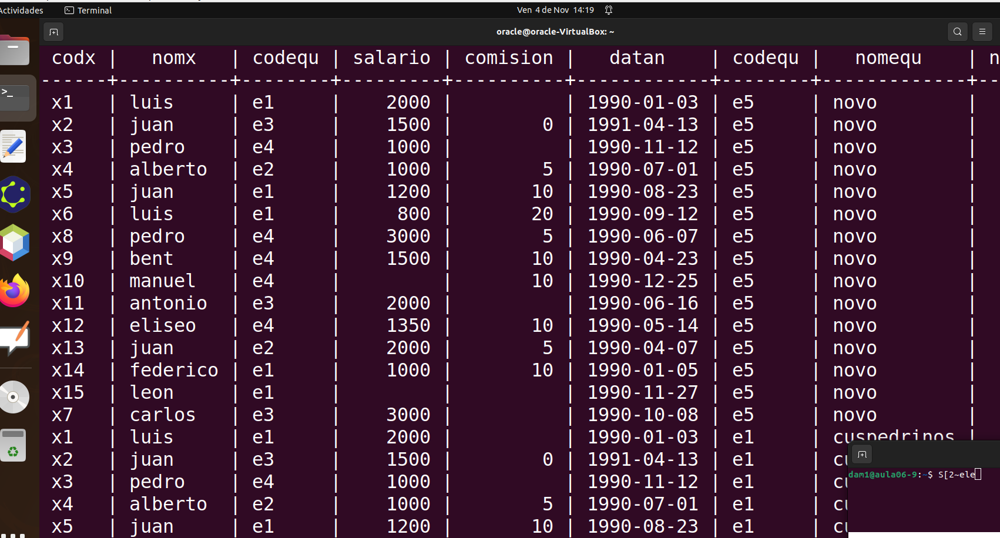 Actividades Terminal Ven 4 de Nov 14:19
oracle@oracle-VirtualBox: ~
codx | nomx | codequ | salario | comision | datan | codequ | nomequ | n
------+----------+--------+---------+----------+------------+--------+-------------+--
x1 | luis | e1 | 2000 | | 1990-01-03 | e5 | novo |
x2 | juan | e3 | 1500 | 0 | 1991-04-13 | e5 | novo |
x3 | pedro | e4 | 1000 | | 1990-11-12 | e5 | novo |
x4 | alberto | e2 | 1000 | 5 | 1990-07-01 | e5 | novo |
x5 | juan | e1 | 1200 | 10 | 1990-08-23 | e5 | novo |
x6 | luis | e1 | 800 | 20 | 1990-09-12 | e5 | novo |
x8 | pedro | e4 | 3000 | 5 | 1990-06-07 | e5 | novo |
x9 | bent | e4 | 1500 | 10 | 1990-04-23 | e5 | novo |
x10 | manuel | e4 | | 10 | 1990-12-25 | e5 | novo |
x11 | antonio | e3 | 2000 | | 1990-06-16 | e5 | novo |
x12 | eliseo | e4 | 1350 | 10 | 1990-05-14 | e5 | novo |
x13 | juan | e2 | 2000 | 5 | 1990-04-07 | e5 | novo |
x14 | federico | e1 | 1000 | 10 | 1990-01-05 | e5 | novo |
x15 | leon | e1 | | | 1990-11-27 | e5 | novo |
x7 | carlos | e3 | 3000 | | 1990-10-08 | e5 | novo |
x1 | luis | e1 | 2000 | | 1990-01-03 | e1 | cuspedrinos |
x2 | juan | e3 | 1500 | 0 | 1991-04-13 | e1 |
x3 | pedro | e4 | 1000 | | 1990-11-12 | e1 |
x4 | alberto | e2 | 1000 | 5 | 1990-07-01 | e1 |
x5 | juan | e1 | 1200 | 10 | 1990-08-23 | e1 |
dam1@aula06-9:~$ S[2~ele